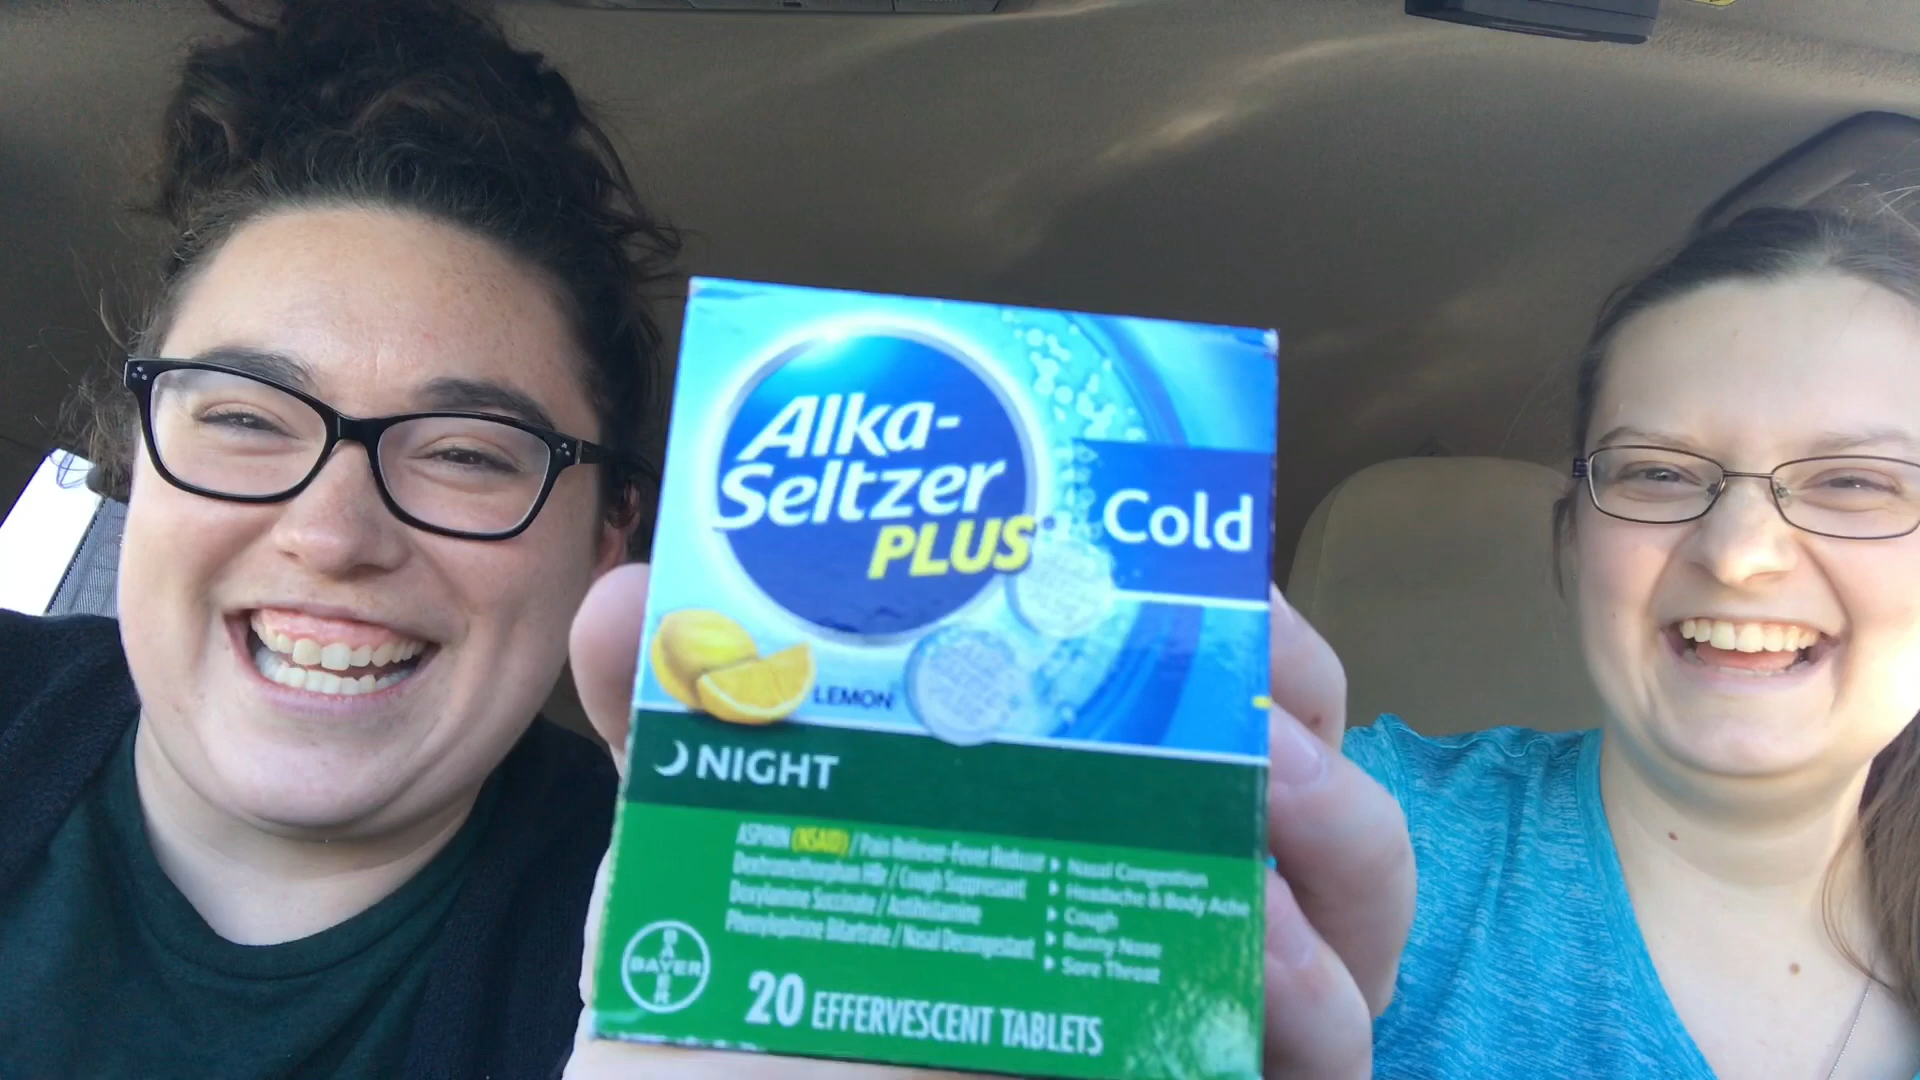 Alka-
Seltzer
PLUS
Cold
LEMON
NIGHT
ASPIRIN (NSAID) / Pain Reliever-Fever Reducer
Dextromethorphan HBr / Cough Suppressant
Doxylamine Succinate / Antihistamine
Phenylephrine Bitartrate / Nasal Decongestant
Nasal Congestion
Headache & Body Ache
Cough
Runny Nose
Sore Throat
BAYER
BAYER
20 EFFERVESCENT TABLETS